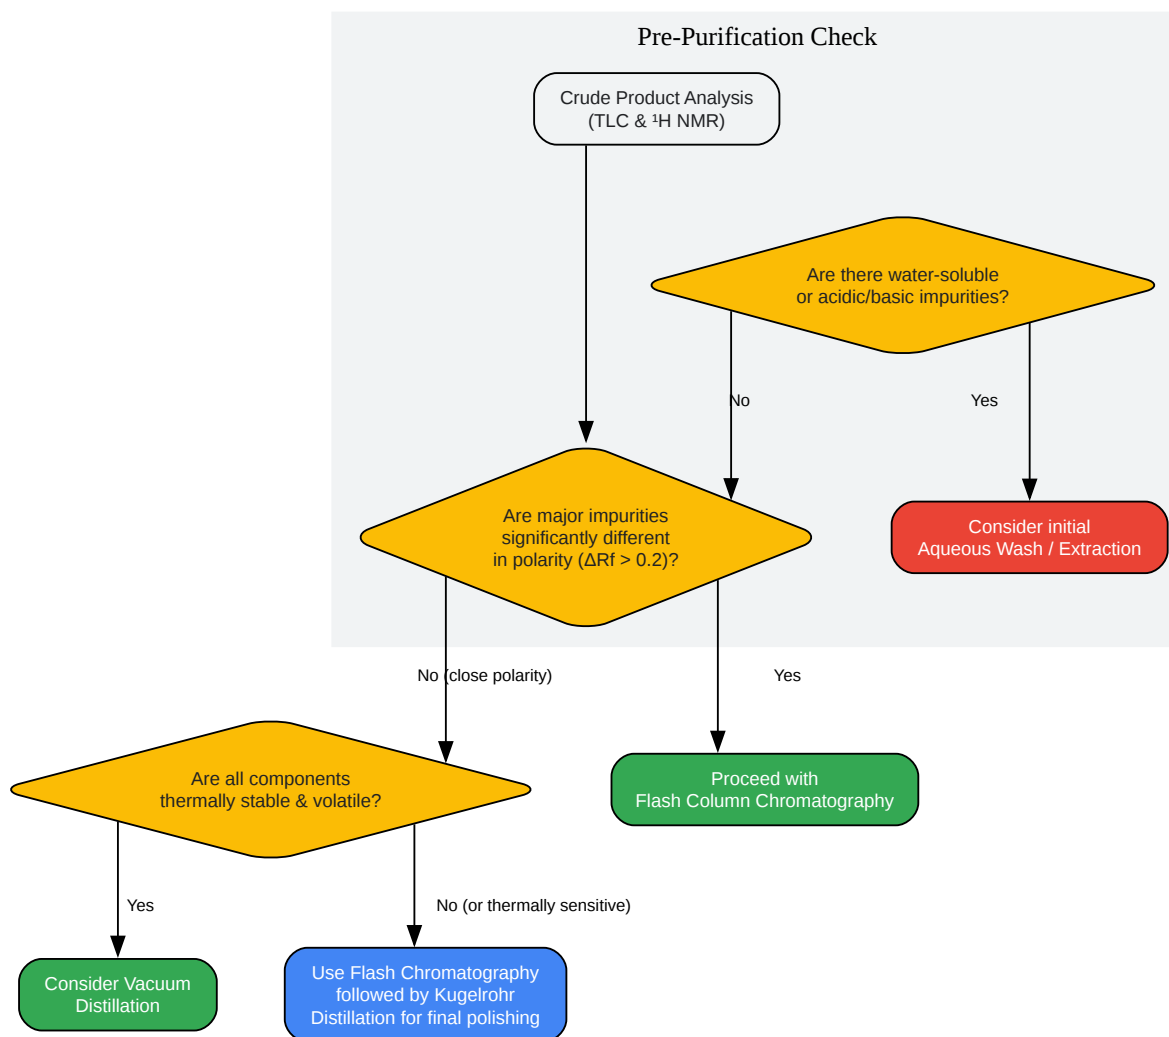 Pre-Purification Check
Crude Product Analysis
(TLC & ¹H NMR)
Are there water-soluble
or acidic/basic impurities?
No
Yes
Are major impurities
significantly different
in polarity (ΔRf > 0.2)?
Consider initial
Aqueous Wash / Extraction
No (close polarity)
Yes
Are all components
thermally stable & volatile?
Proceed with
Flash Column Chromatography
Yes
No (or thermally sensitive)
Consider Vacuum
Distillation
Use Flash Chromatography
followed by Kugelrohr
Distillation for final polishing